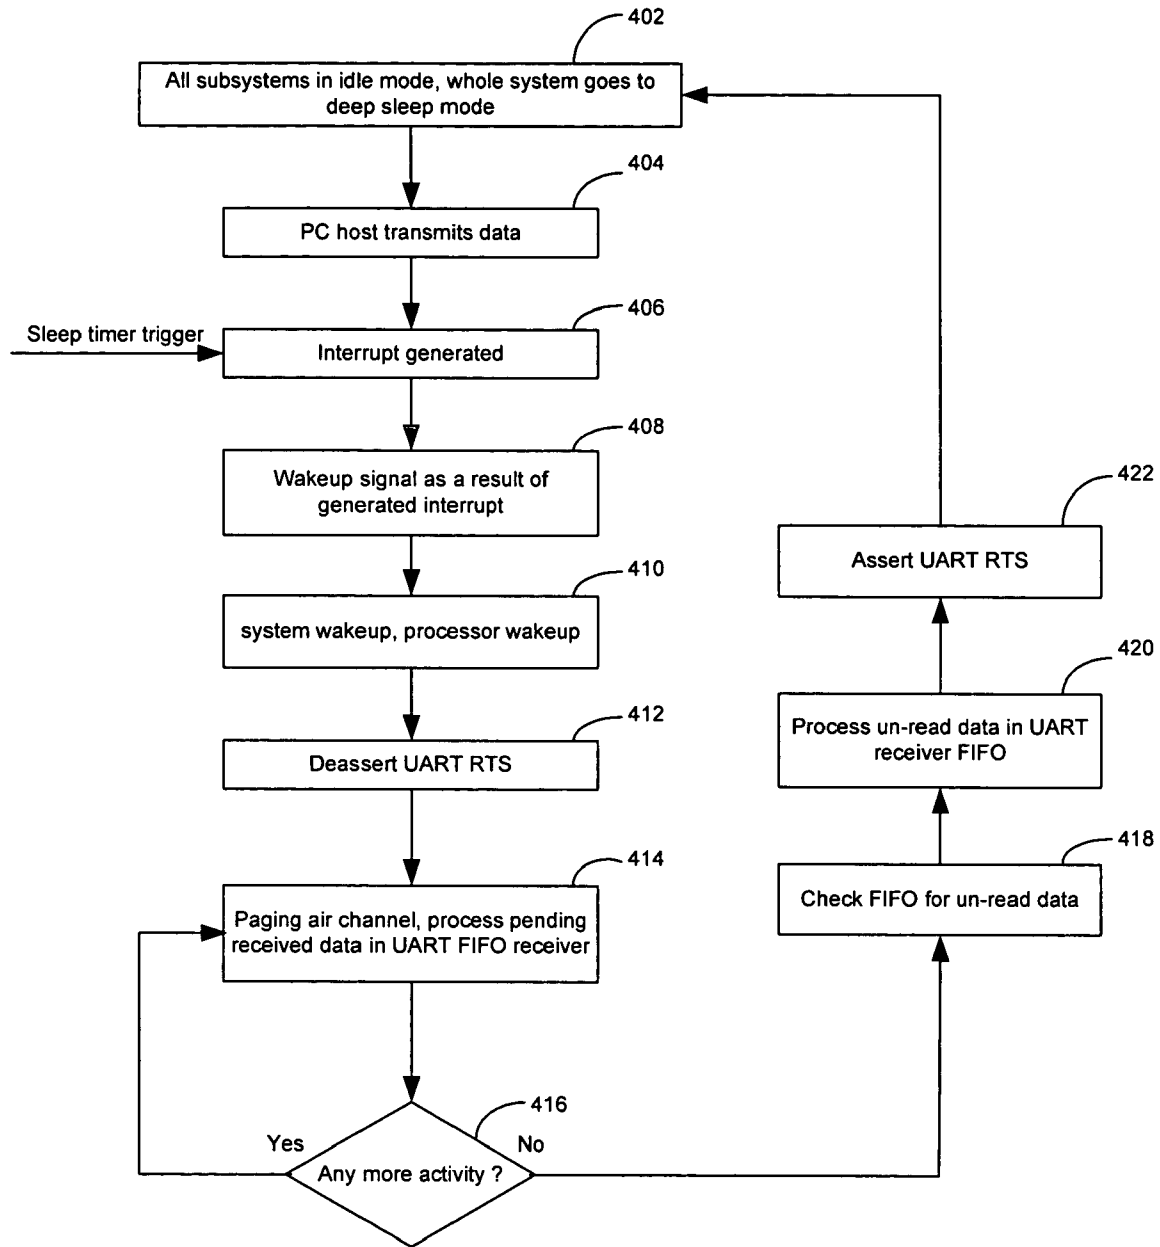 402
All subsystems in idle mode, whole system goes to
deep sleep mode
404
PC host transmits data
406
Sleep timer trigger
Interrupt generated
408
Wakeup signal as a result of
generated interrupt
410
system wakeup, processor wakeup
412
Deassert UART RTS
414
Paging air channel, process pending
received data in UART FIFO receiver
416
Yes
No
Any more activity ?
418
Check FIFO for un-read data
420
Process un-read data in UART
receiver FIFO
422
Assert UART RTS